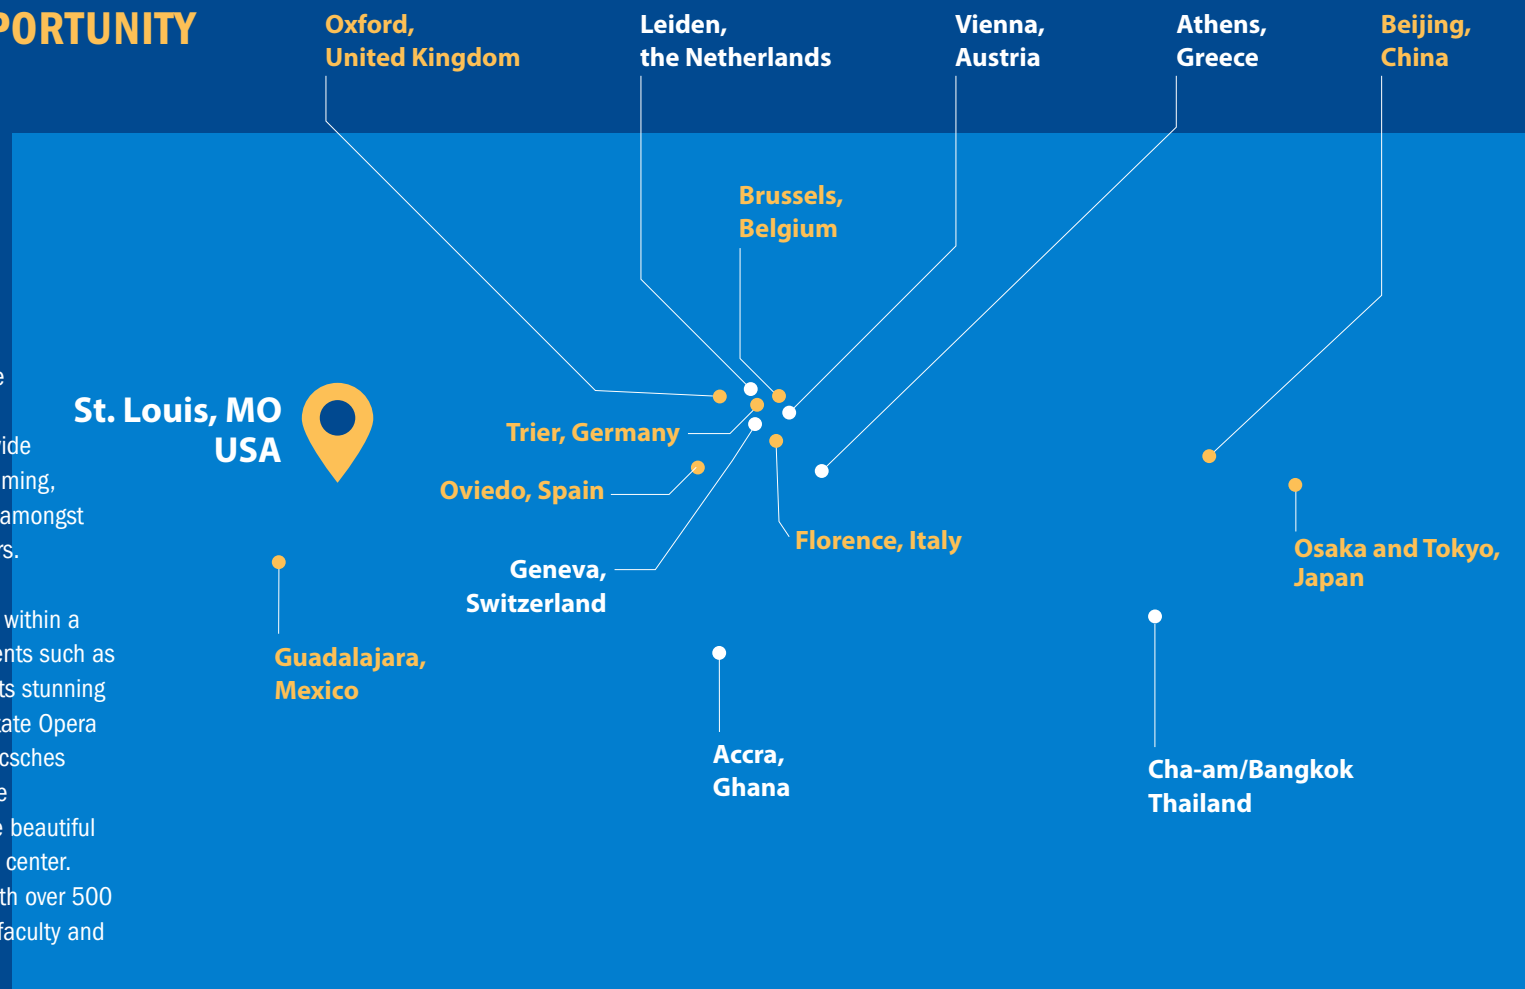 PORTUNITY
Oxford,
United Kingdom
Leiden,
the Netherlands
Vienna,
Austria
Athens,
Greece
Beijing,
China
Brussels,
Belgium
St. Louis, MO
USA
Trier, Germany
Oviedo, Spain
Florence, Italy
Geneva,
Switzerland
Osaka and Tokyo,
Japan
Guadalajara,
Mexico
Accra,
Ghana
Cha-am/Bangkok
Thailand
e
ide
ming,
amongst
rs.
within a
ents such as
ts stunning
ate Opera
csches
e
e beautiful
center.
th over 500
faculty and